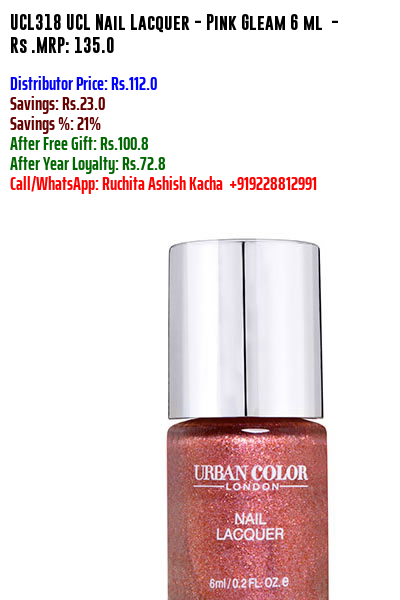 UCL318 UCL Nail Lacquer - Pink Gleam 6 ml -
Rs .MRP: 135.0
Distributor Price: Rs.112.0
Savings: Rs.23.0
Savings %: 21%
After Free Gift: Rs.100.8
After Year Loyalty: Rs.72.8
Call/WhatsApp: Ruchita Ashish Kacha +919228812991
URBAN COLOR
LONDON
NAIL
LACQUER
6ml/0.2 FL. OZ. e